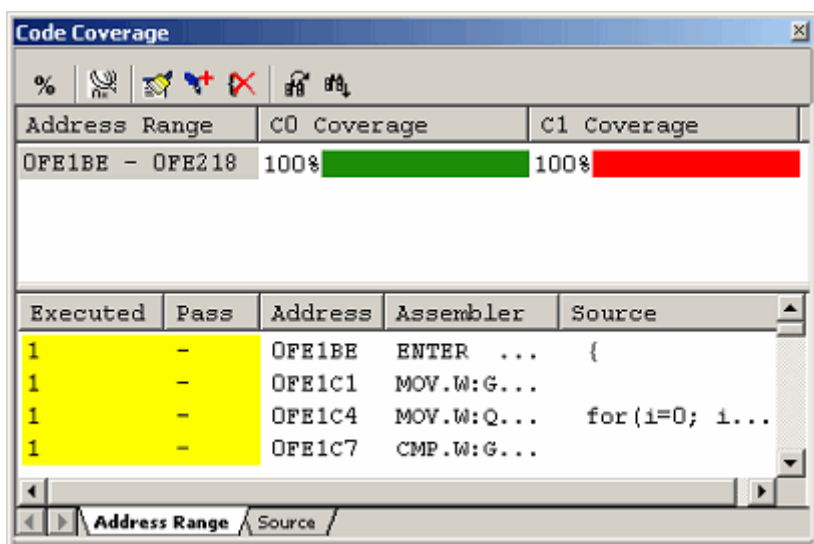 Code Coverage
%
Address Range C0 Coverage C1 Coverage
0FE1BE - 0FE218 100% 100%
Executed Pass Address Assembler Source
1 - 0FE1BE ENTER ... {
1 - 0FE1C1 MOV.W:G...
1 - 0FE1C4 MOV.W:Q... for(i=0; i...
1 - 0FE1C7 CMP.W:G...
Address Range Source